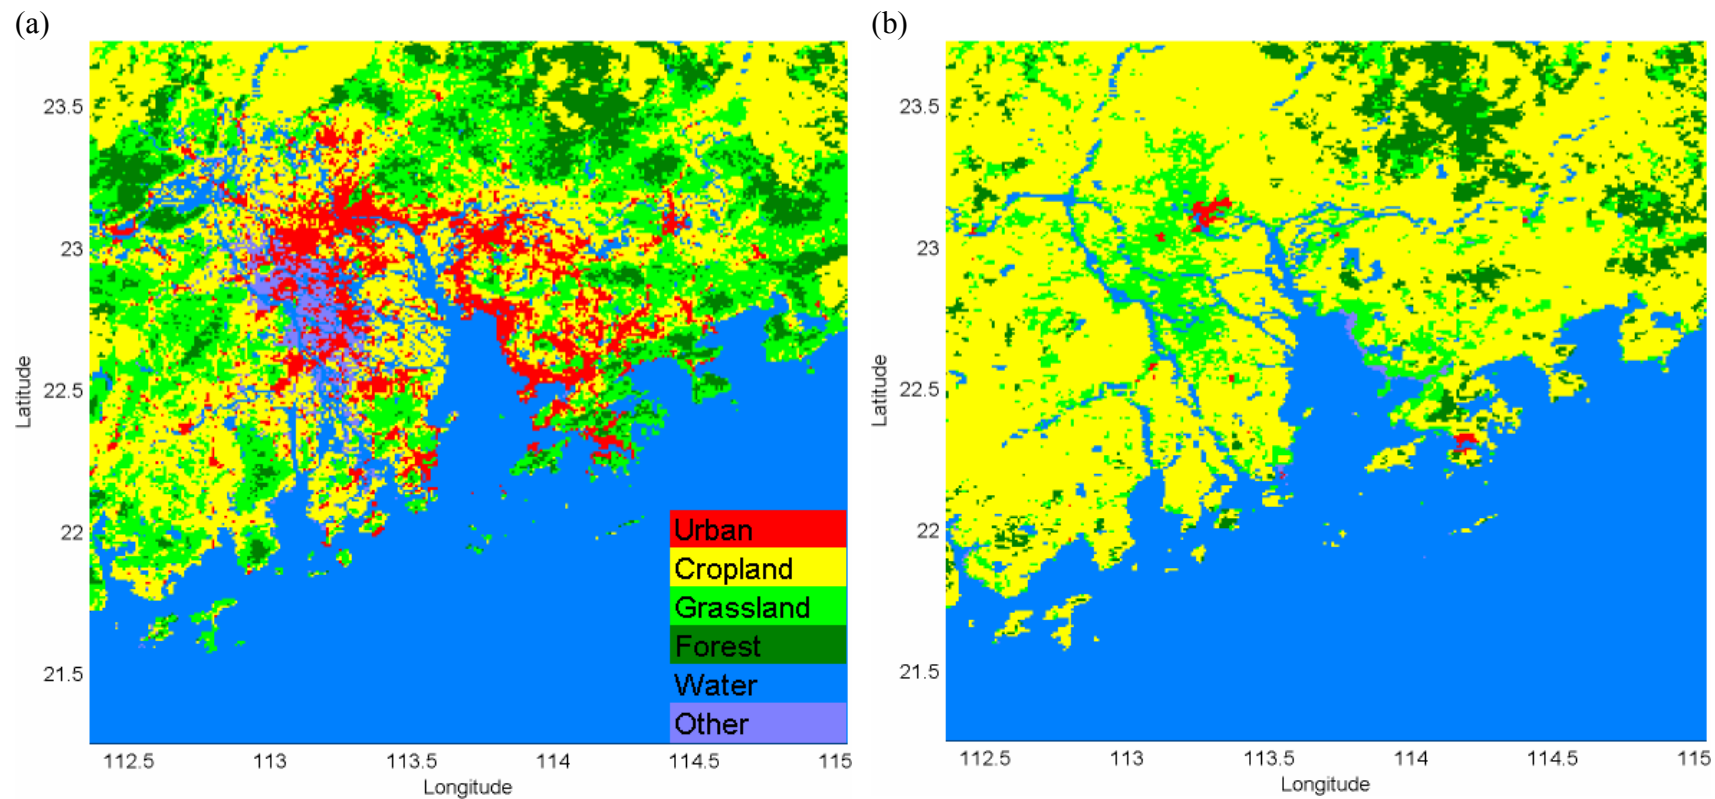 (a)
(b)
23.5
23
22.5
22
21.5
Latitude
112.5 113 113.5 114 114.5 115
Longitude
Urban
Cropland
Grassland
Forest
Water
Other
23.5
23
22.5
22
21.5
Latitude
112.5 113 113.5 114 114.5 115
Longitude